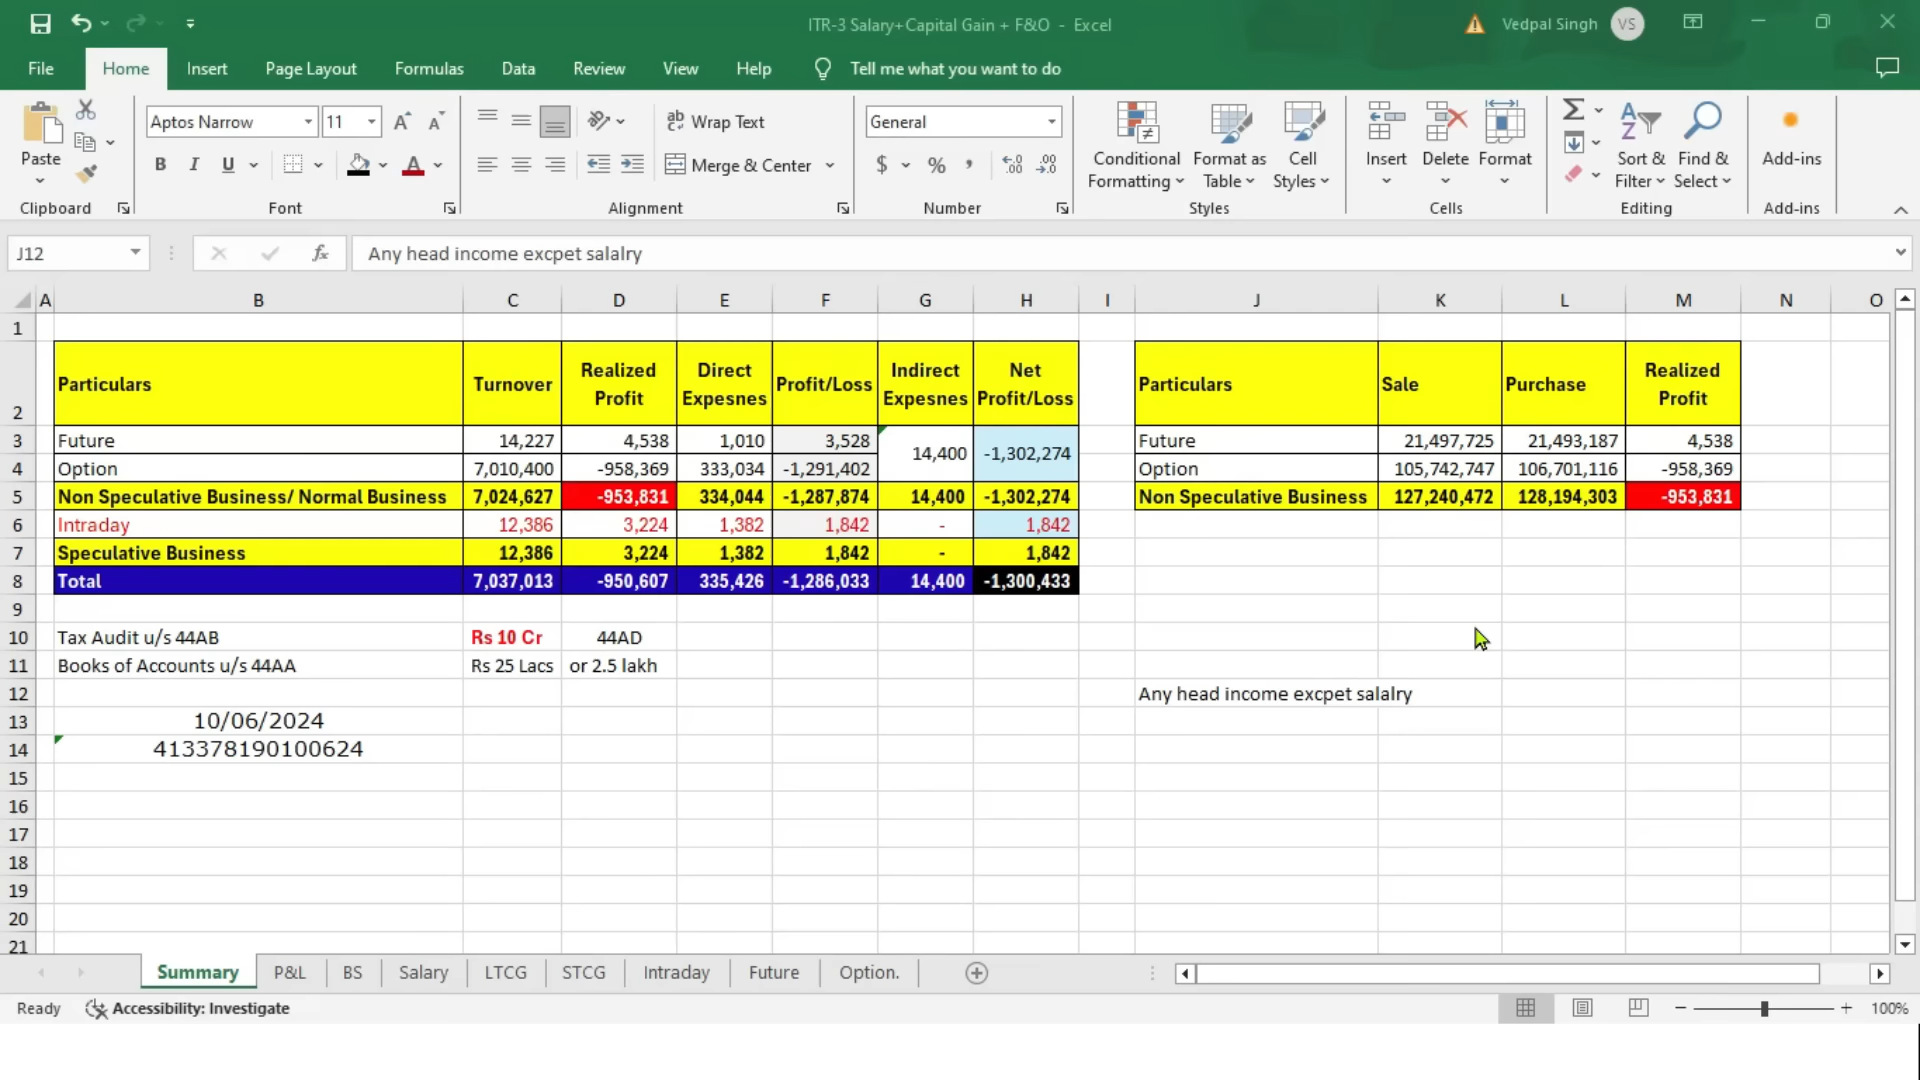 ITR-3 Salary+Capital Gain + F&O - Excel
Vedpal Singh VS
File Home Insert Page Layout Formulas Data Review View Help Tell me what you want to do
Paste
Clipboard
Aptos Narrow 11
B I U A
Font
Wrap Text
Merge & Center
Alignment
General
$ % ,
Number
Conditional Formatting
Format as Table
Cell Styles
Styles
Insert Delete Format
Cells
Sort & Filter
Find & Select
Editing
Add-ins
Add-ins
J12 fx Any head income excpet salalry
A B C D E F G H I J K L M N O
1
2 Particulars Turnover Realized Profit Direct Expesnes Profit/Loss Indirect Expesnes Net Profit/Loss Particulars Sale Purchase Realized Profit
3 Future 14,227 4,538 1,010 3,528 14,400 -1,302,274 Future 21,497,725 21,493,187 4,538
4 Option 7,010,400 -958,369 333,034 -1,291,402 Option 105,742,747 106,701,116 -958,369
5 Non Speculative Business/ Normal Business 7,024,627 -953,831 334,044 -1,287,874 14,400 -1,302,274 Non Speculative Business 127,240,472 128,194,303 -953,831
6 Intraday 12,386 3,224 1,382 1,842 - 1,842
7 Speculative Business 12,386 3,224 1,382 1,842 - 1,842
8 Total 7,037,013 -950,607 335,426 -1,286,033 14,400 -1,300,433
9
10 Tax Audit u/s 44AB Rs 10 Cr 44AD
11 Books of Accounts u/s 44AA Rs 25 Lacs or 2.5 lakh
12 Any head income excpet salalry
13 10/06/2024
14 413378190100624
15
16
17
18
19
20
21
Summary P&L BS Salary LTCG STCG Intraday Future Option.
Ready Accessibility: Investigate 100%